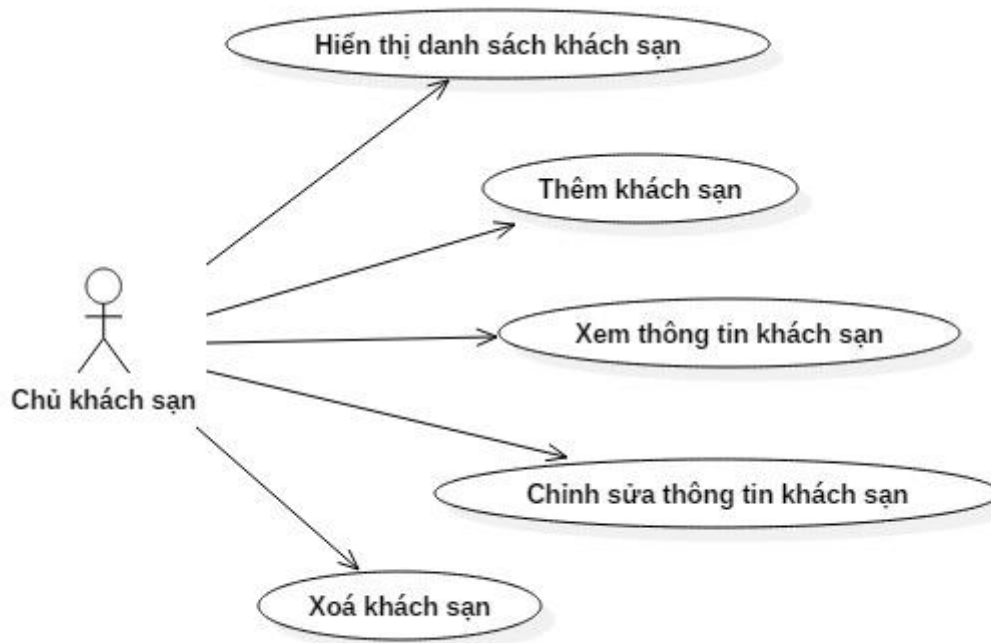 Hiển thị danh sách khách sạn
Thêm khách sạn
Xem thông tin khách sạn
Chủ khách sạn
Chỉnh sửa thông tin khách sạn
Xoá khách sạn